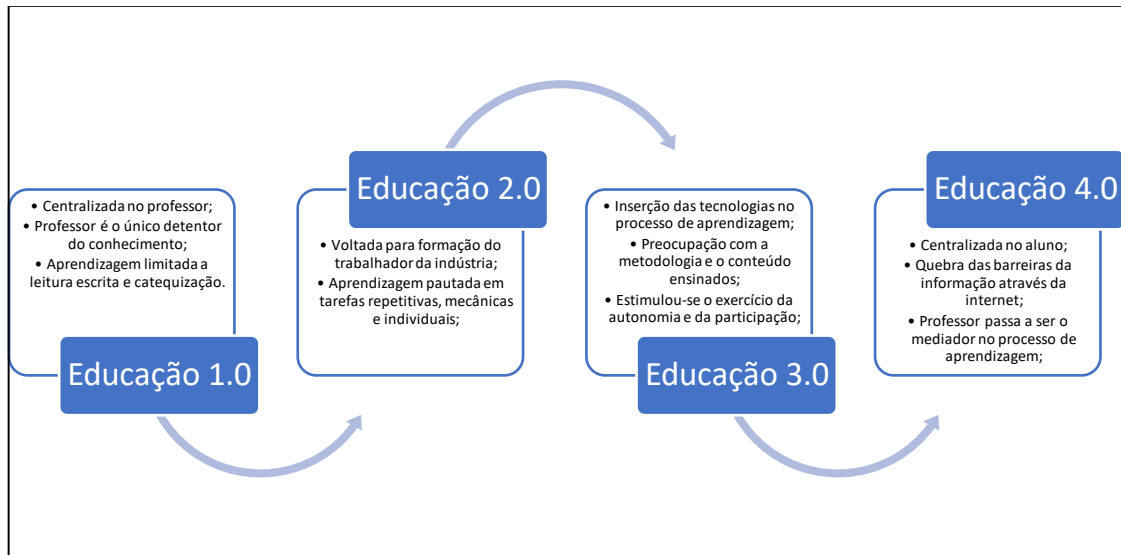 • Centralizada no professor;
• Professor é o único detentor
do conhecimento;
• Aprendizagem limitada a
leitura escrita e catequização.
Educação 1.0
Educação 2.0
• Voltada para formação do
trabalhador da indústria;
• Aprendizagem pautada em
tarefas repetitivas, mecânicas
e individuais;
• Inserção das tecnologias no
processo de aprendizagem;
• Preocupação com a
metodologia e o conteúdo
ensinados;
• Estimulou-se o exercício da
autonomia e da participação;
Educação 3.0
Educação 4.0
• Centralizada no aluno;
• Quebra das barreiras da
informação através da
internet;
• Professor passa a ser o
mediador no processo de
aprendizagem;